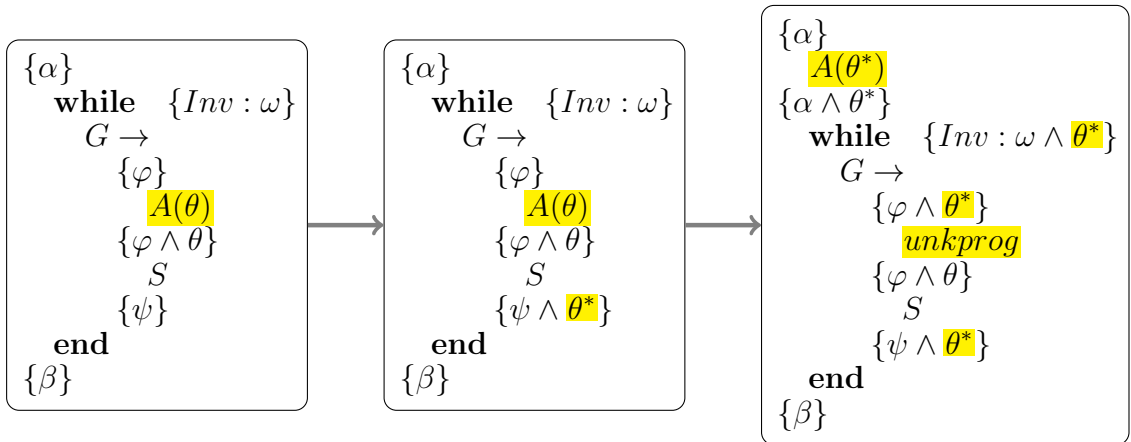 {α}
while {Inv : ω}
G →
{φ}
A(θ)
{φ ∧ θ}
S
{ψ}
end
{β}
{α}
while {Inv : ω}
G →
{φ}
A(θ)
{φ ∧ θ}
S
{ψ ∧ θ*}
end
{β}
{α}
A(θ*)
{α ∧ θ*}
while {Inv : ω ∧ θ*}
G →
{φ ∧ θ*}
unkprog
{φ ∧ θ}
S
{ψ ∧ θ*}
end
{β}